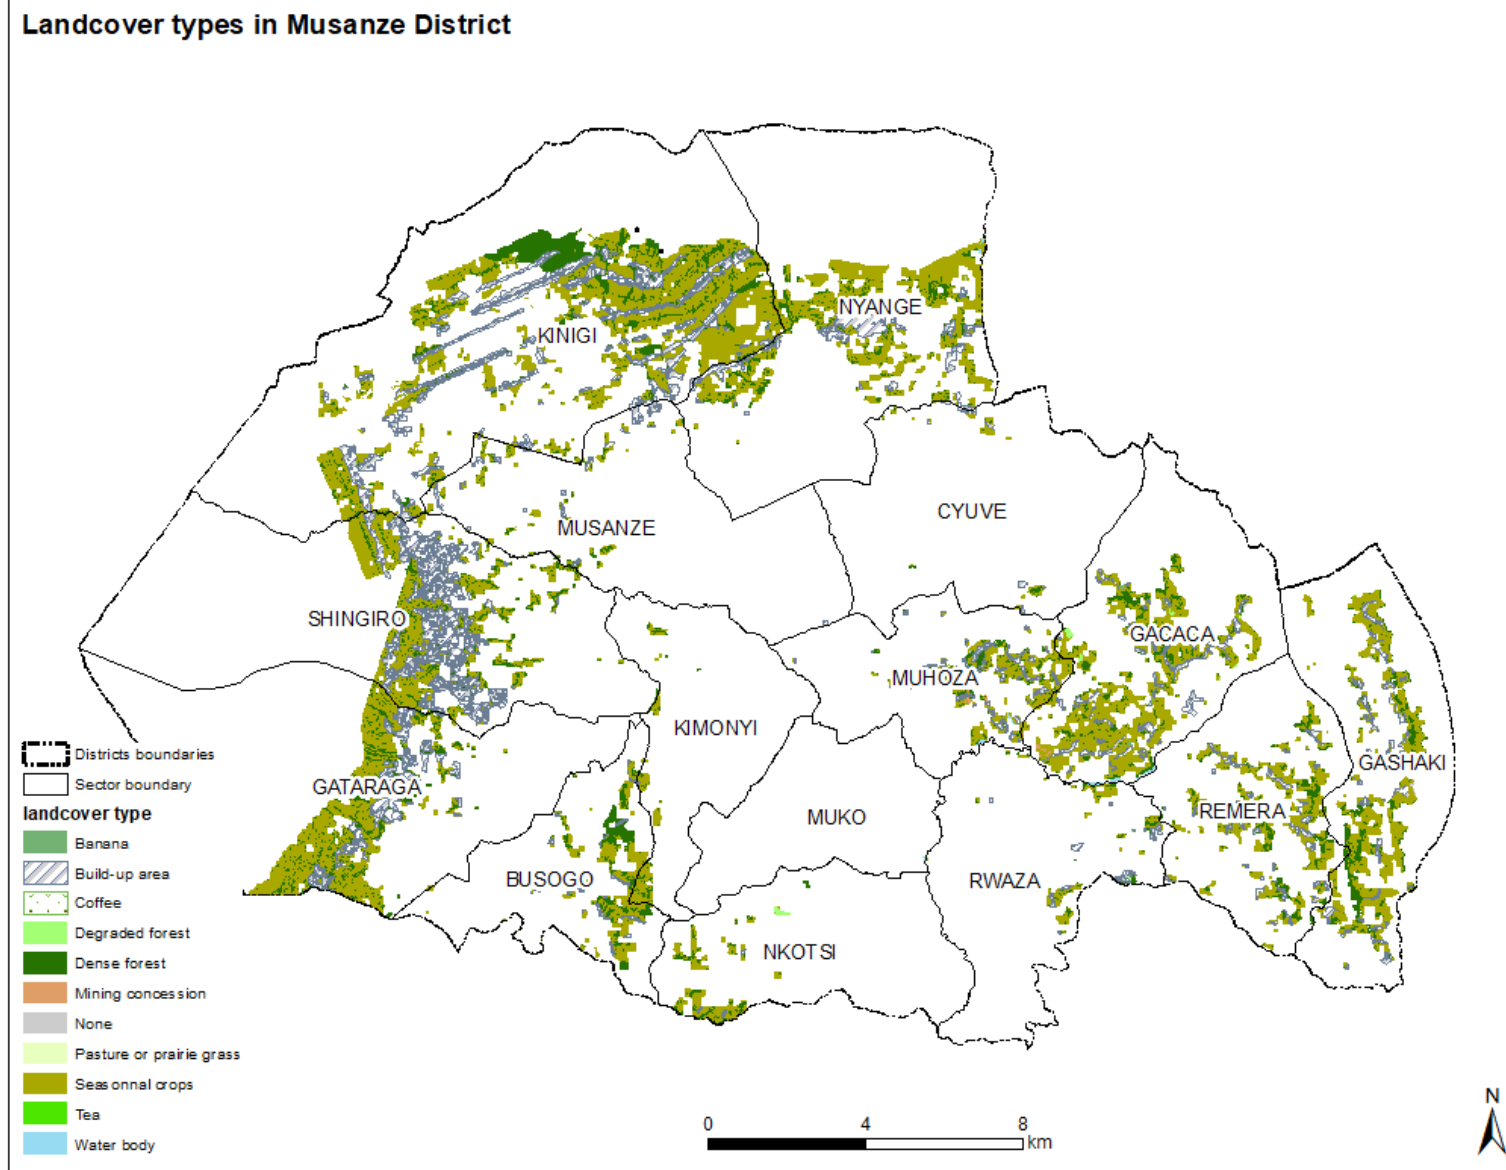 Landcover types in Musanze District
NYANGE
KINIGI
CYUVE
MUSANZE
SHINGIRO
GACACA
MUHOZA
KIMONYI
GASHAKI
GATARAGA
REMERA
MUKO
BUSOGO
RWAZA
NKOTSI
Districts boundaries
Sector boundary
landcover type
Banana
Build-up area
Coffee
Degraded forest
Dense forest
Mining concession
None
Pasture or prairie grass
Seasonnal crops
Tea
Water body
0 4 8
km
N